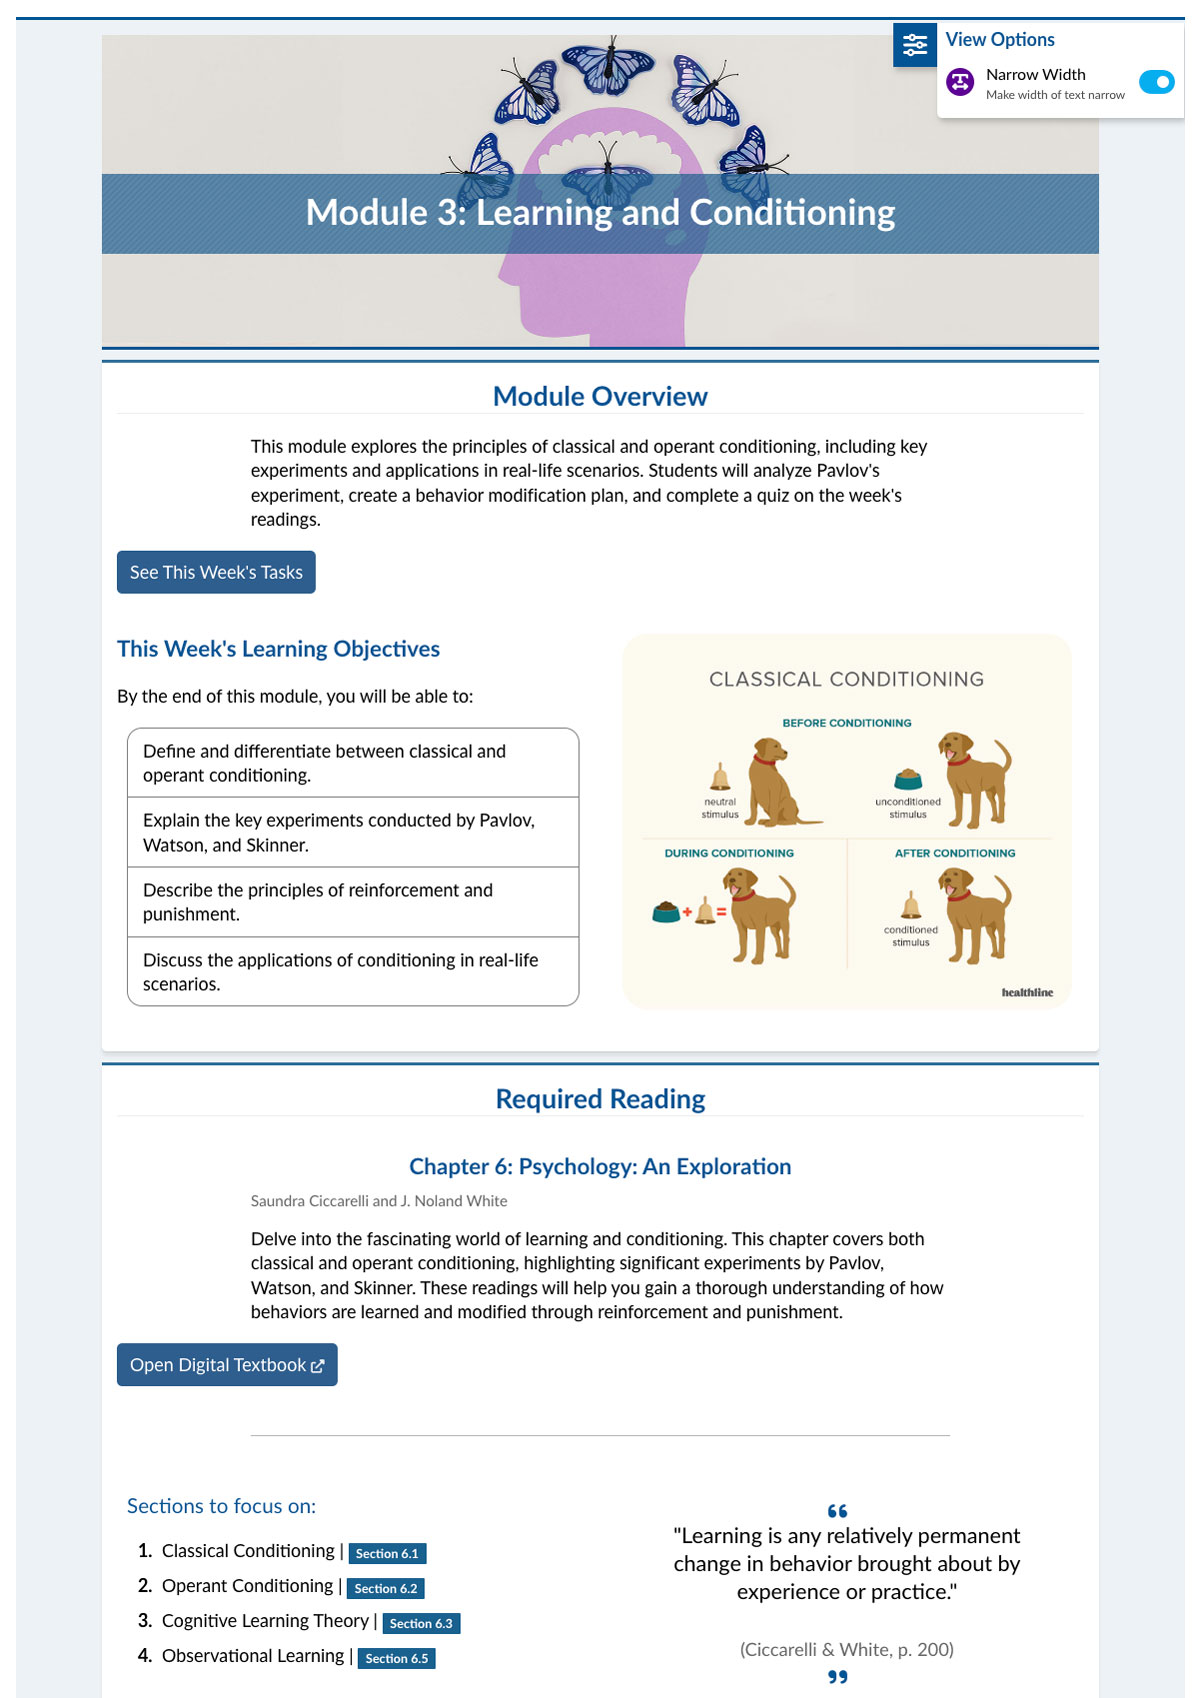 View Options
Narrow Width
Make width of text narrow
Module 3: Learning and Conditioning
Module Overview
This module explores the principles of classical and operant conditioning, including key
experiments and applications in real-life scenarios. Students will analyze Pavlov's
experiment, create a behavior modification plan, and complete a quiz on the week's
readings.
See This Week's Tasks
This Week's Learning Objectives
By the end of this module, you will be able to:
Define and differentiate between classical and
operant conditioning.
Explain the key experiments conducted by Pavlov,
Watson, and Skinner.
Describe the principles of reinforcement and
punishment.
Discuss the applications of conditioning in real-life
scenarios.
CLASSICAL CONDITIONING
BEFORE CONDITIONING
neutral
stimulus
unconditioned
stimulus
DURING CONDITIONING
+ =
AFTER CONDITIONING
conditioned
stimulus
healthline
Required Reading
Chapter 6: Psychology: An Exploration
Saundra Ciccarelli and J. Noland White
Delve into the fascinating world of learning and conditioning. This chapter covers both
classical and operant conditioning, highlighting significant experiments by Pavlov,
Watson, and Skinner. These readings will help you gain a thorough understanding of how
behaviors are learned and modified through reinforcement and punishment.
Open Digital Textbook
Sections to focus on:
1. Classical Conditioning | Section 6.1
2. Operant Conditioning | Section 6.2
3. Cognitive Learning Theory | Section 6.3
4. Observational Learning | Section 6.5
“
"Learning is any relatively permanent
change in behavior brought about by
experience or practice."
(Ciccarelli & White, p. 200)
”